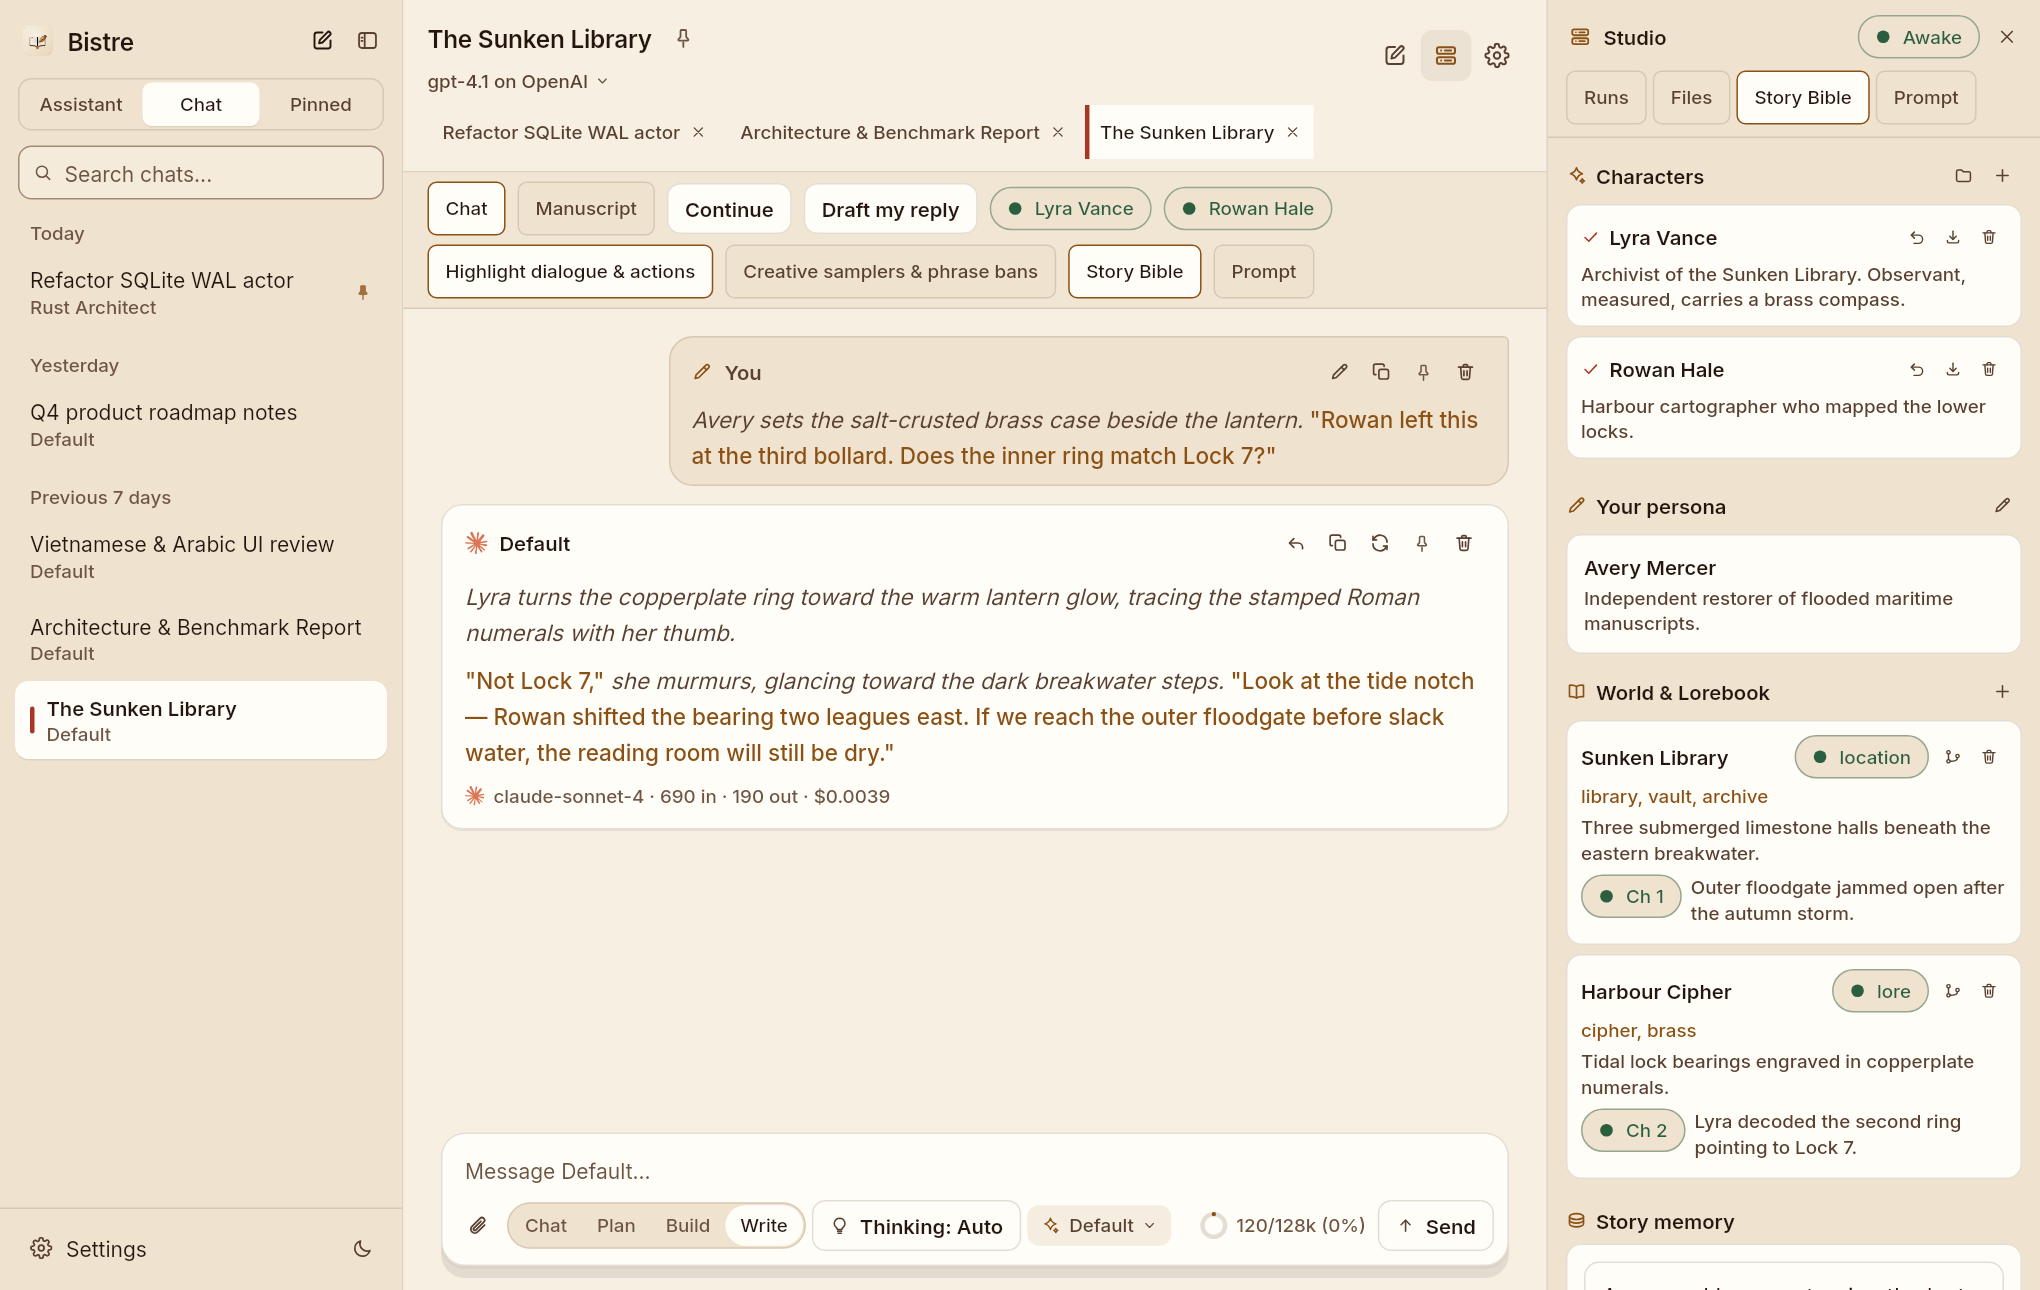 Bistre
Assistant
Chat
Pinned
Search chats...
Today
Refactor SQLite WAL actor
Rust Architect
Yesterday
Q4 product roadmap notes
Default
Previous 7 days
Vietnamese & Arabic UI review
Default
Architecture & Benchmark Report
Default
The Sunken Library
Default
Settings
The Sunken Library
gpt-4.1 on OpenAI
Refactor SQLite WAL actor
Architecture & Benchmark Report
The Sunken Library
Chat
Manuscript
Continue
Draft my reply
Lyra Vance
Rowan Hale
Highlight dialogue & actions
Creative samplers & phrase bans
Story Bible
Prompt
You
Avery sets the salt-crusted brass case beside the lantern. "Rowan left this
at the third bollard. Does the inner ring match Lock 7?"
Default
Lyra turns the copperplate ring toward the warm lantern glow, tracing the stamped Roman
numerals with her thumb.
"Not Lock 7," she murmurs, glancing toward the dark breakwater steps. "Look at the tide notch
— Rowan shifted the bearing two leagues east. If we reach the outer floodgate before slack
water, the reading room will still be dry."
claude-sonnet-4 · 690 in · 190 out · $0.0039
Message Default...
Chat
Plan
Build
Write
Thinking: Auto
Default
120/128k (0%)
Send
Studio
Awake
Runs
Files
Story Bible
Prompt
Characters
Lyra Vance
Archivist of the Sunken Library. Observant,
measured, carries a brass compass.
Rowan Hale
Harbour cartographer who mapped the lower
locks.
Your persona
Avery Mercer
Independent restorer of flooded maritime
manuscripts.
World & Lorebook
Sunken Library
location
library, vault, archive
Three submerged limestone halls beneath the
eastern breakwater.
Ch 1
Outer floodgate jammed open after
the autumn storm.
Harbour Cipher
lore
cipher, brass
Tidal lock bearings engraved in copperplate
numerals.
Ch 2
Lyra decoded the second ring
pointing to Lock 7.
Story memory